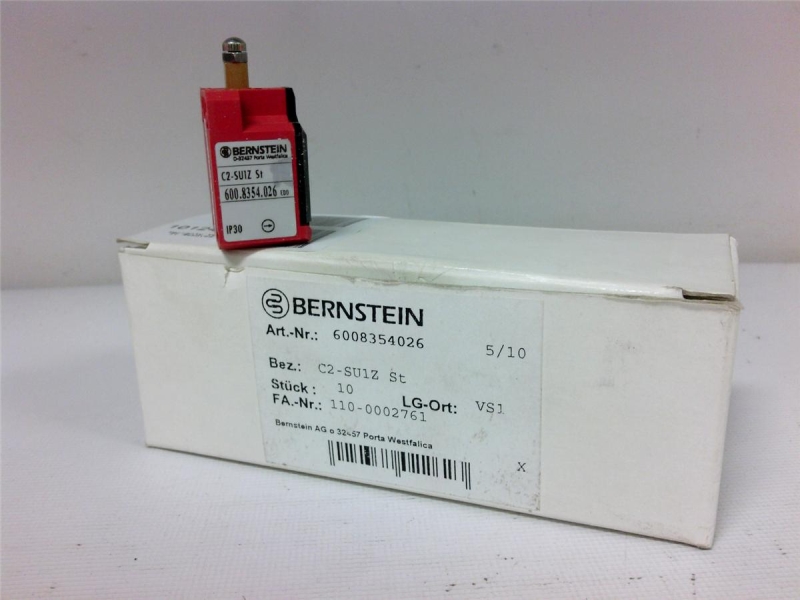 BERNSTEIN
D-32457 Porta Westfalica
C2-SU1Z St
600.8354.026
IP30
BERNSTEIN
Art.-Nr.: 6008354026 5/10
Bez.: C2-SU1Z St
Stück : 10 LG-Ort: VS1
FA.-Nr.: 110-0002761
Bernstein AG o 32457 Porta Westfalica
X